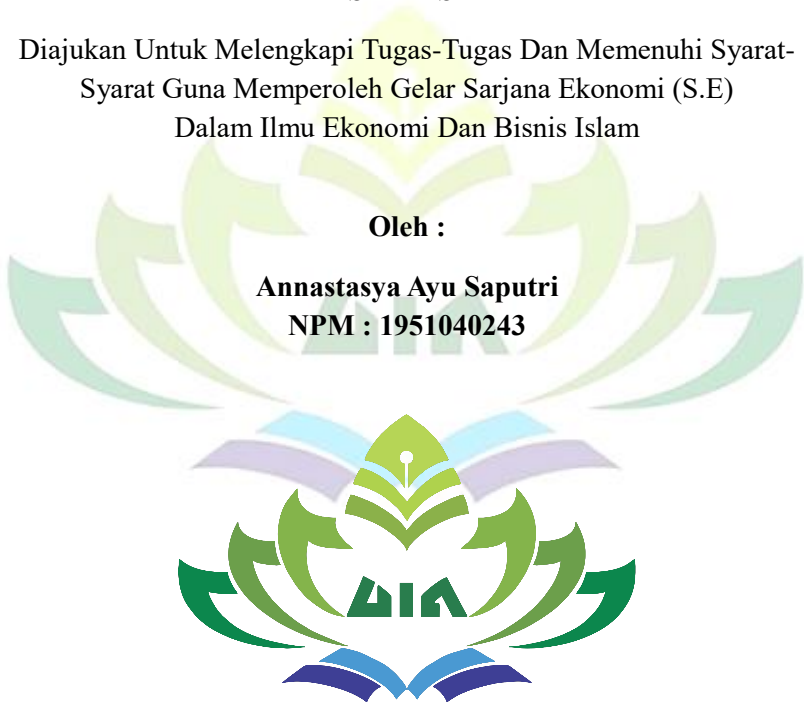 Diajukan Untuk Melengkapi Tugas-Tugas Dan Memenuhi Syarat-
Syarat Guna Memperoleh Gelar Sarjana Ekonomi (S.E)
Dalam Ilmu Ekonomi Dan Bisnis Islam
Oleh :
Annastasya Ayu Saputri
NPM : 1951040243